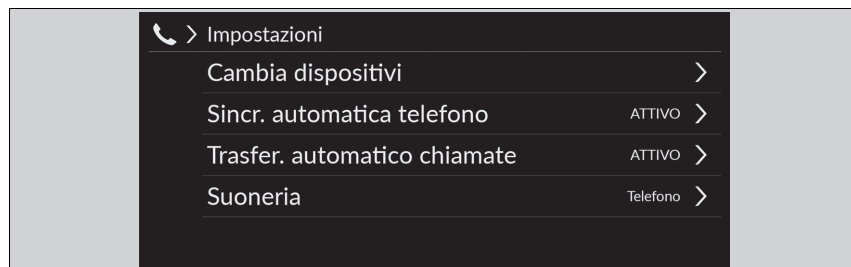 Impostazioni
Cambia dispositivi
Sincr. automatica telefono ATTIVO
Trasfer. automatico chiamate ATTIVO
Suoneria Telefono